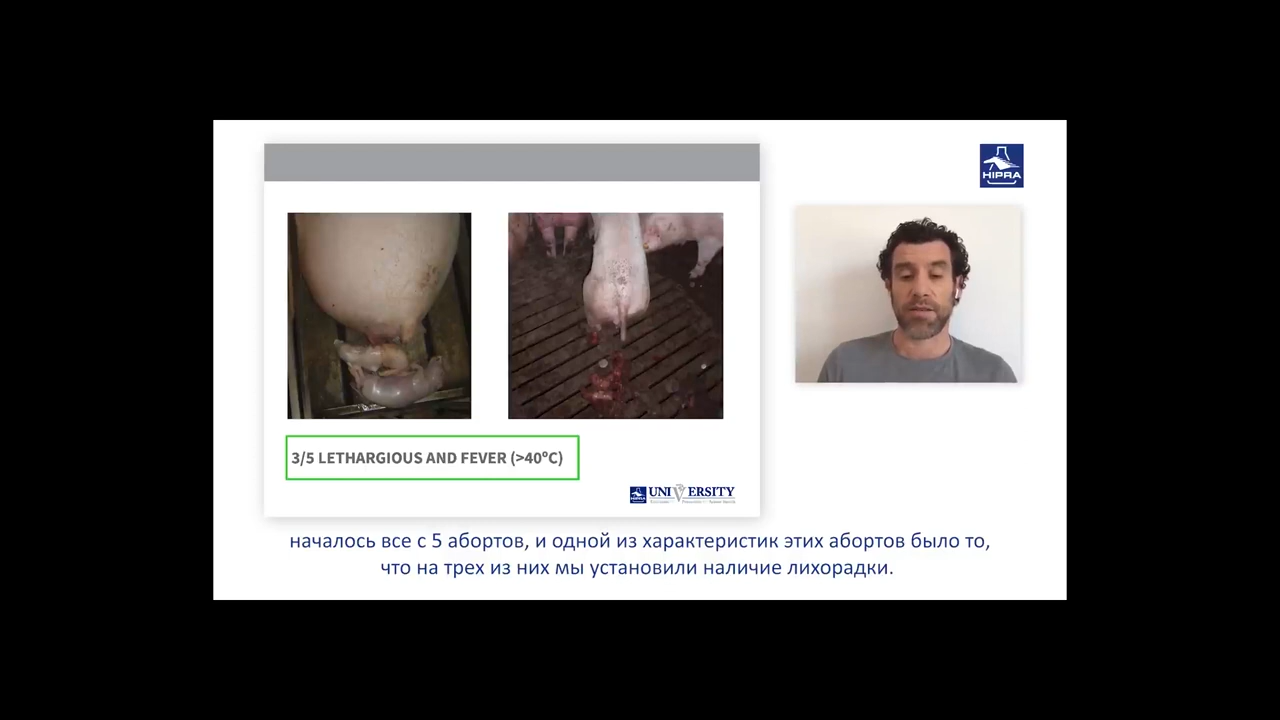 HIPRA
3/5 LETHARGIOUS AND FEVER (>40ºC)
HIPRA UNIVERSITY
началось все с 5 абортов, и одной из характеристик этих абортов было то,
что на трех из них мы установили наличие лихорадки.